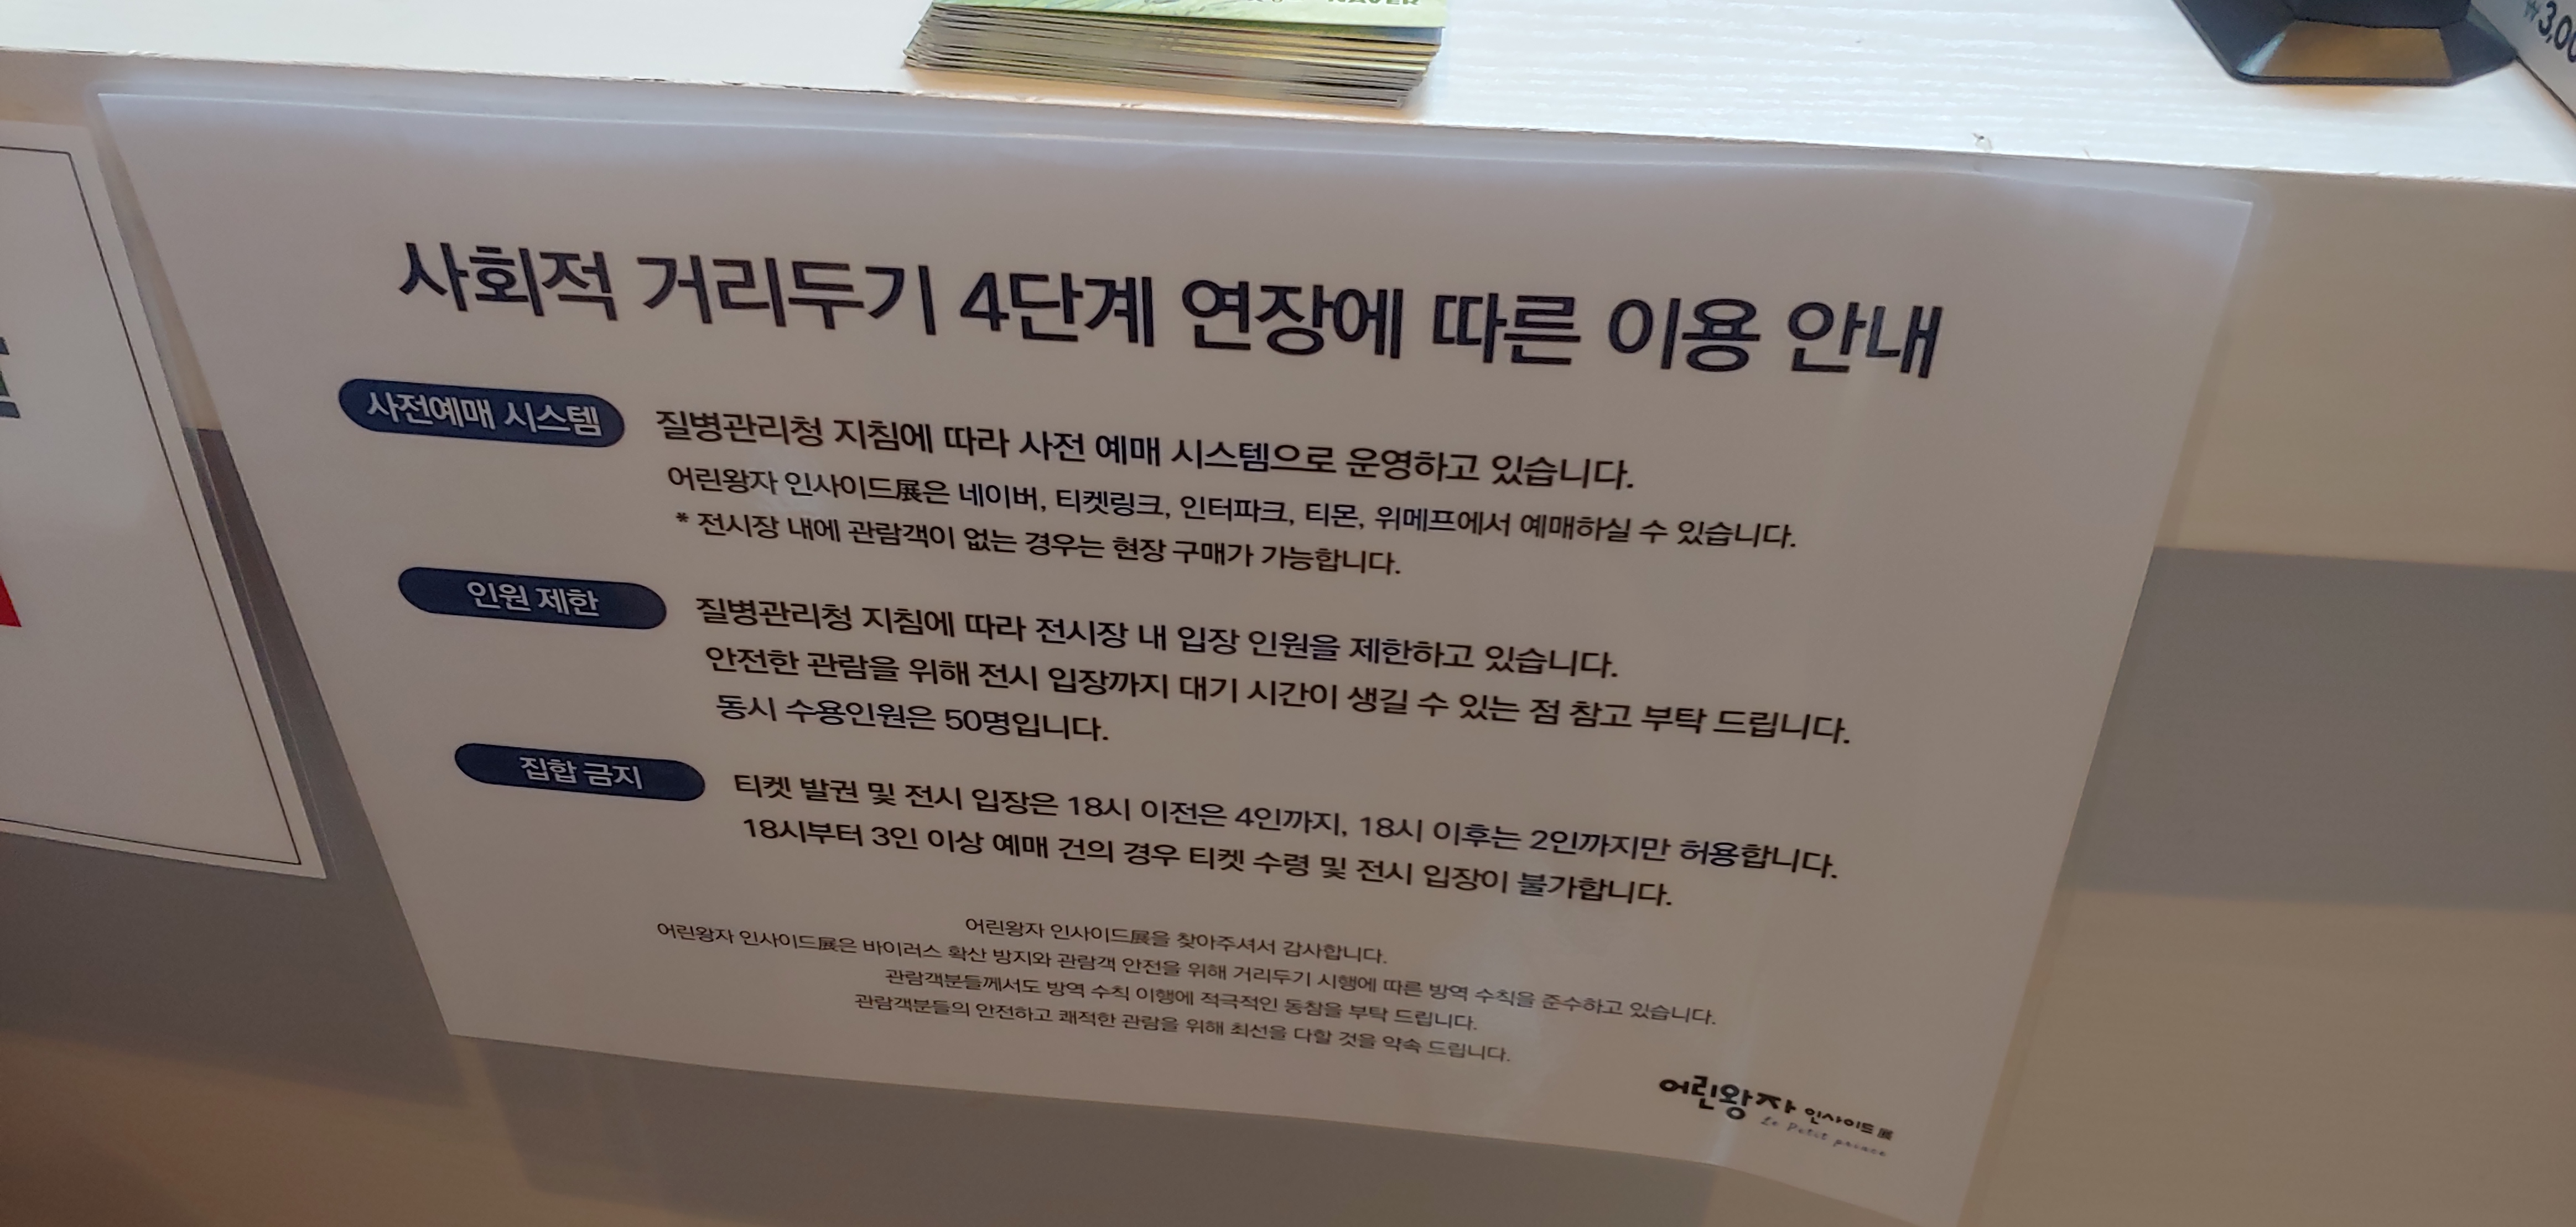 NAVER
사회적 거리두기 4단계 연장에 따른 이용 안내
사전예매 시스템
질병관리청 지침에 따라 사전 예매 시스템으로 운영하고 있습니다.
어린왕자 인사이드展은 네이버, 티켓링크, 인터파크, 티몬, 위메프에서 예매하실 수 있습니다.
* 전시장 내에 관람객이 없는 경우는 현장 구매가 가능합니다.
인원 제한
질병관리청 지침에 따라 전시장 내 입장 인원을 제한하고 있습니다.
안전한 관람을 위해 전시 입장까지 대기 시간이 생길 수 있는 점 참고 부탁 드립니다.
동시 수용인원은 50명입니다.
집합 금지
티켓 발권 및 전시 입장은 18시 이전은 4인까지, 18시 이후는 2인까지만 허용합니다.
18시부터 3인 이상 예매 건의 경우 티켓 수령 및 전시 입장이 불가합니다.
어린왕자 인사이드展을 찾아주셔서 감사합니다.
어린왕자 인사이드展은 바이러스 확산 방지와 관람객 안전을 위해 거리두기 시행에 따른 방역 수칙을 준수하고 있습니다.
관람객분들께서도 방역 수칙 이행에 적극적인 동참을 부탁 드립니다.
관람객분들의 안전하고 쾌적한 관람을 위해 최선을 다할 것을 약속 드립니다.
어린왕자 인사이드展
Le Petit prince